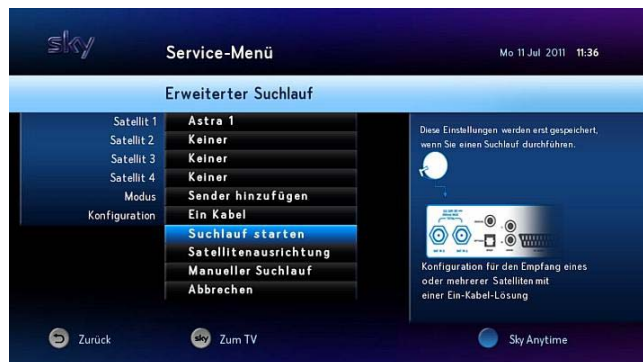 sky
Service-Menü
Mo 11 Jul 2011 11:36
Erweiterter Suchlauf
Satellit 1 Astra 1
Satellit 2 Keiner
Satellit 3 Keiner
Satellit 4 Keiner
Modus Sender hinzufügen
Konfiguration Ein Kabel
Suchlauf starten
Satellitenausrichtung
Manueller Suchlauf
Abbrechen
Diese Einstellungen werden erst gespeichert,
wenn Sie einen Suchlauf durchführen.
Konfiguration für den Empfang eines
oder mehrerer Satelliten mit
einer Ein-Kabel-Lösung
Zurück
sky Zum TV
Sky Anytime